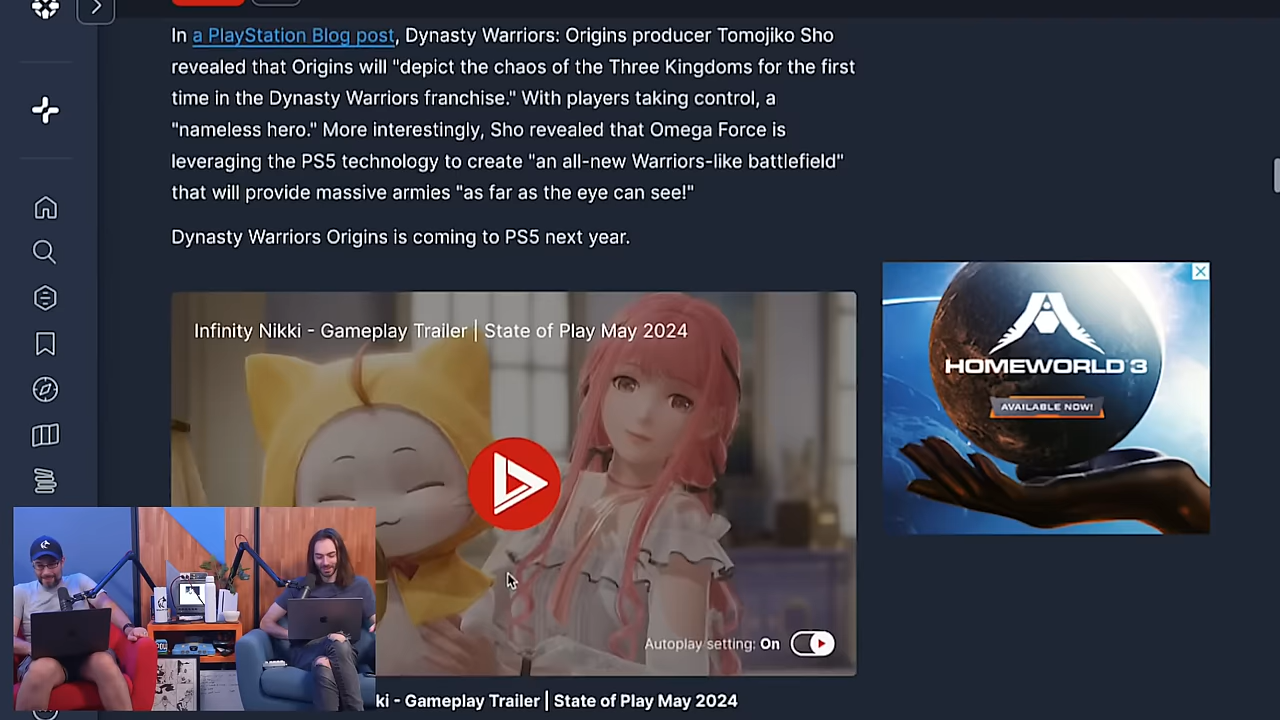 In a PlayStation Blog post, Dynasty Warriors: Origins producer Tomojiko Sho
revealed that Origins will "depict the chaos of the Three Kingdoms for the first
time in the Dynasty Warriors franchise." With players taking control, a
"nameless hero." More interestingly, Sho revealed that Omega Force is
leveraging the PS5 technology to create "an all-new Warriors-like battlefield"
that will provide massive armies "as far as the eye can see!"
Dynasty Warriors Origins is coming to PS5 next year.
Infinity Nikki - Gameplay Trailer | State of Play May 2024
HOMEWORLD 3
AVAILABLE NOW!
Autoplay setting: On
ki - Gameplay Trailer | State of Play May 2024